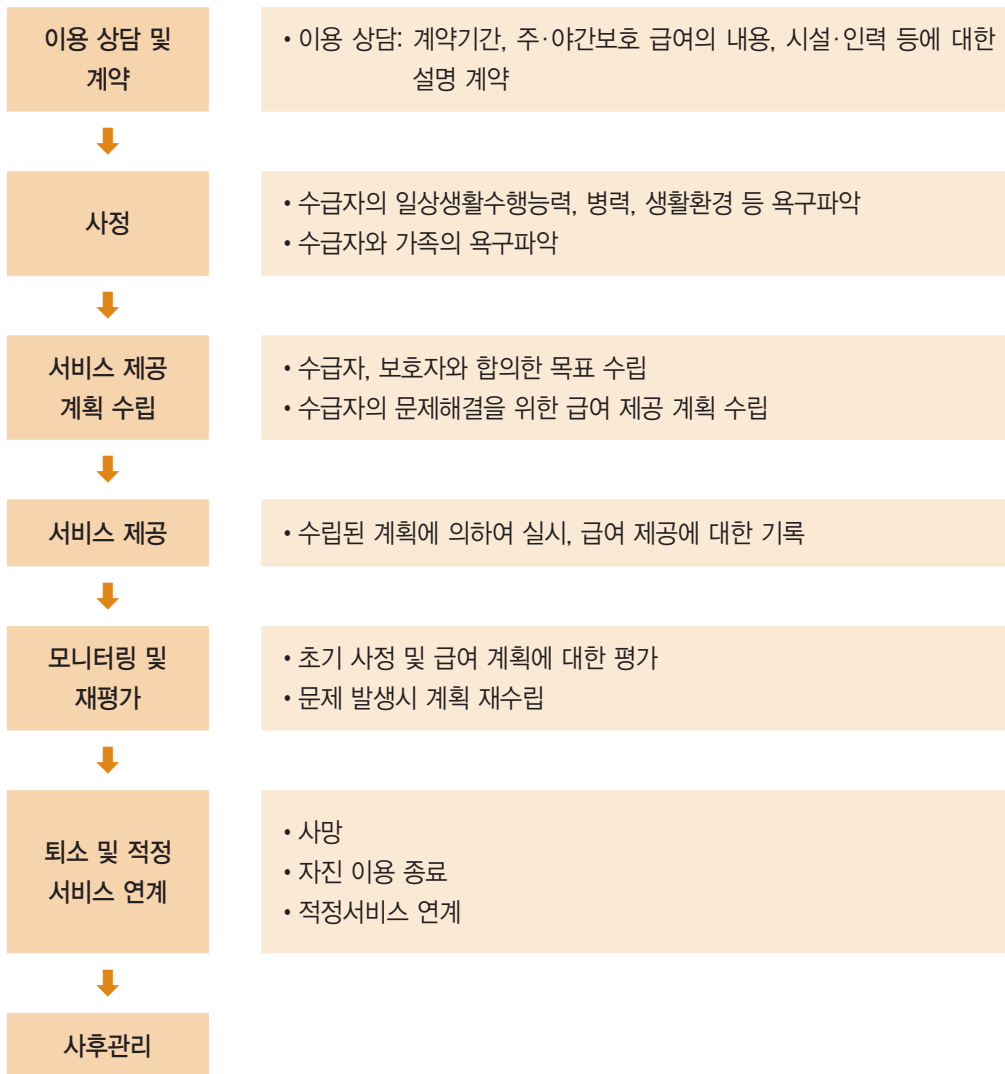 이용 상담 및
계약
• 이용 상담: 계약기간, 주·야간보호 급여의 내용, 시설·인력 등에 대한
설명 계약
사정
• 수급자의 일상생활수행능력, 병력, 생활환경 등 욕구파악
• 수급자와 가족의 욕구파악
서비스 제공
계획 수립
• 수급자, 보호자와 합의한 목표 수립
• 수급자의 문제해결을 위한 급여 제공 계획 수립
서비스 제공
• 수립된 계획에 의하여 실시, 급여 제공에 대한 기록
모니터링 및
재평가
• 초기 사정 및 급여 계획에 대한 평가
• 문제 발생시 계획 재수립
퇴소 및 적정
서비스 연계
• 사망
• 자진 이용 종료
• 적정서비스 연계
사후관리